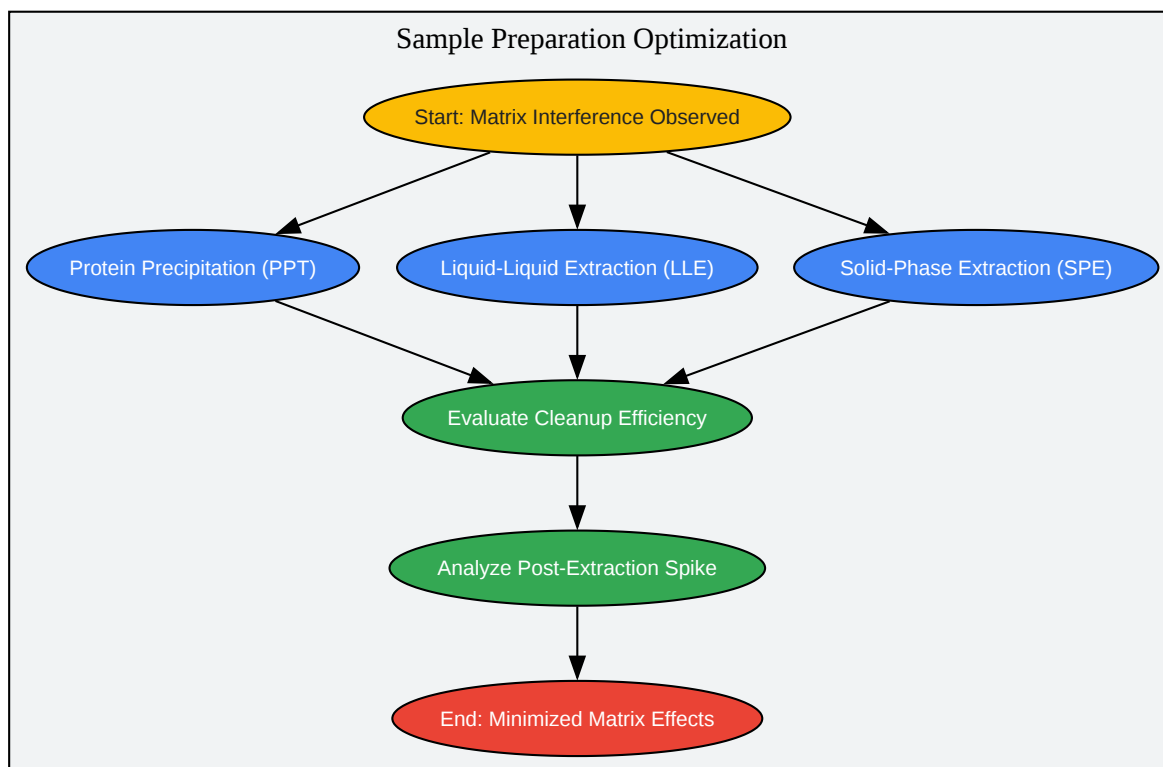 Sample Preparation Optimization
Start: Matrix Interference Observed
Protein Precipitation (PPT)
Liquid-Liquid Extraction (LLE)
Solid-Phase Extraction (SPE)
Evaluate Cleanup Efficiency
Analyze Post-Extraction Spike
End: Minimized Matrix Effects